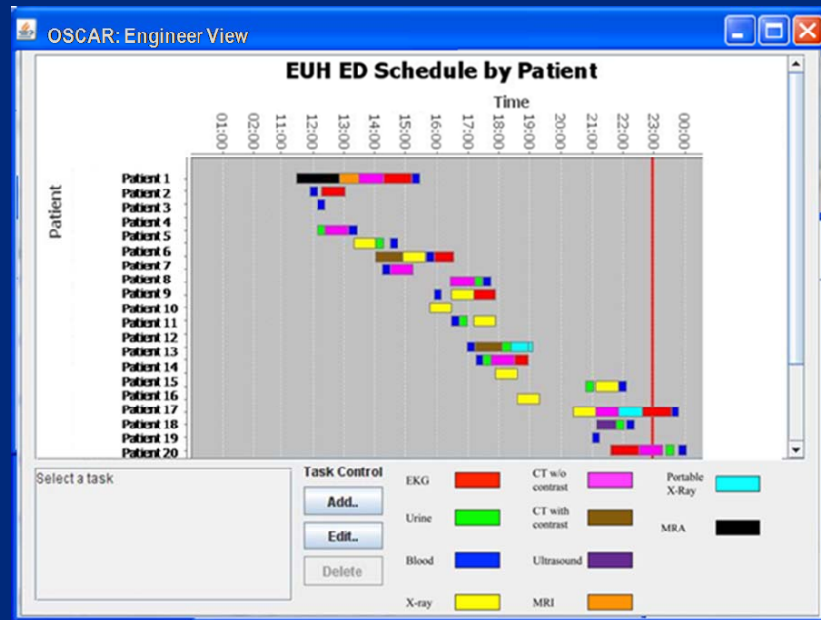 OSCAR: Engineer View
EUH ED Schedule by Patient
Time
01:00 02:00 11:00 12:00 13:00 14:00 15:00 16:00 17:00 18:00 19:00 20:00 21:00 22:00 23:00 00:00
Patient
Patient 1
Patient 2
Patient 3
Patient 4
Patient 5
Patient 6
Patient 7
Patient 8
Patient 9
Patient 10
Patient 11
Patient 12
Patient 13
Patient 14
Patient 15
Patient 16
Patient 17
Patient 18
Patient 19
Patient 20
Select a task
Task Control
Add..
Edit..
Delete
EKG
Urine
Blood
X-ray
CT w/o
contrast
CT with
contrast
Ultrasound
MRI
Portable
X-Ray
MRA